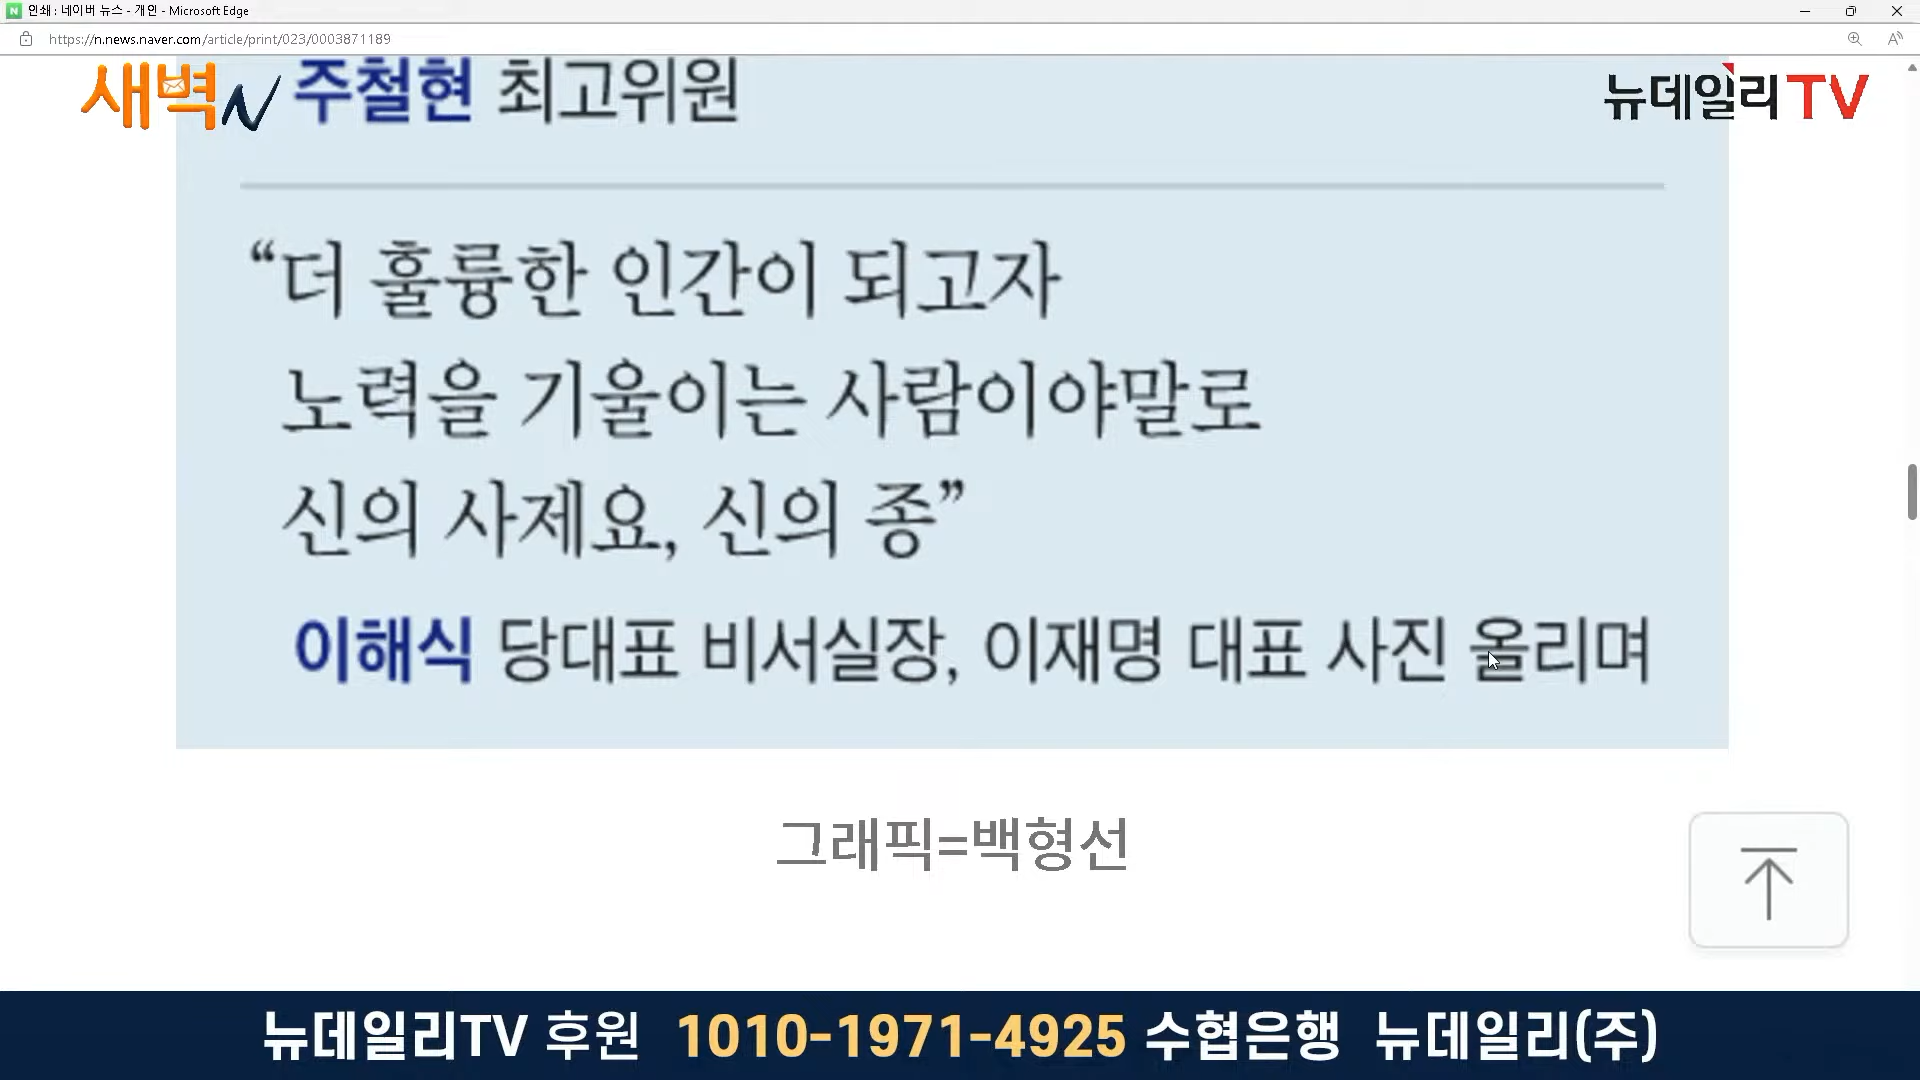 인쇄 : 네이버 뉴스 - 개인 - Microsoft Edge
https://n.news.naver.com/article/print/023/0003871189
새벽N
주철현 최고위원
뉴데일리TV
“더 훌륭한 인간이 되고자
노력을 기울이는 사람이야말로
신의 사제요, 신의 종”
이해식 당대표 비서실장, 이재명 대표 사진 올리며
그래픽=백형선
뉴데일리TV 후원 1010-1971-4925 수협은행 뉴데일리(주)